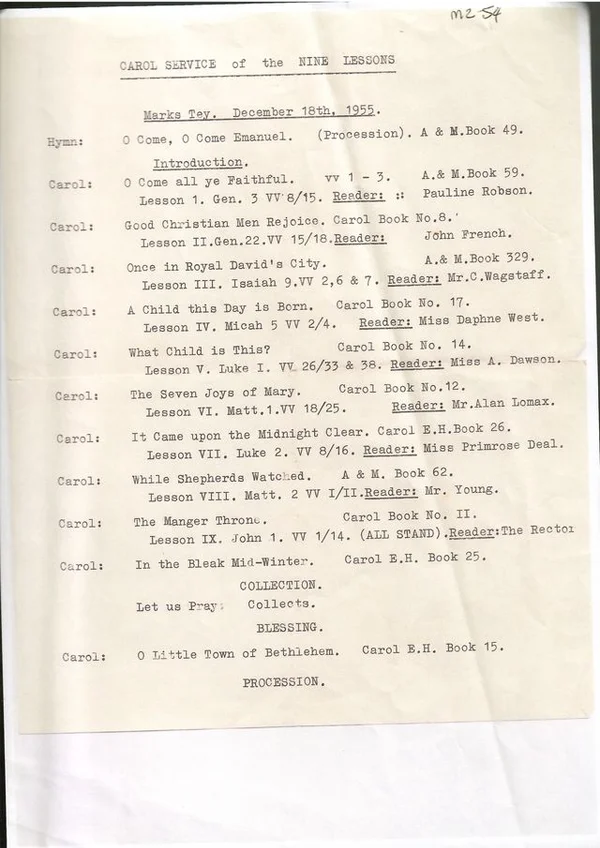 M2-54
CAROL SERVICE of the NINE LESSONS
Marks Tey. December 18th, 1955.
Hymn: O Come, O Come Emanuel. (Procession). A & M.Book 49.
Introduction.
Carol: O Come all ye Faithful. VV 1 - 3. A.& M.Book 59.
Lesson 1. Gen. 3 VV 8/15. Reader: :: Pauline Robson.
Carol: Good Christian Men Rejoice. Carol Book No.8.
Lesson II.Gen.22.VV 15/18.Reader: John French.
Carol: Once in Royal David's City. A.& M.Book 329.
Lesson III. Isaiah 9.VV 2,6 & 7. Reader: Mr.C.Wagstaff.
Carol: A Child this Day is Born. Carol Book No. 17.
Lesson IV. Micah 5 VV 2/4. Reader: Miss Daphne West.
Carol: What Child is This? Carol Book No. 14.
Lesson V. Luke I. VV 26/33 & 38. Reader: Miss A. Dawson.
Carol: The Seven Joys of Mary. Carol Book No.12.
Lesson VI. Matt.1.VV 18/25. Reader: Mr.Alan Lomax.
Carol: It Came upon the Midnight Clear. Carol E.H.Book 26.
Lesson VII. Luke 2. VV 8/16. Reader: Miss Primrose Deal.
Carol: While Shepherds Watched. A & M. Book 62.
Lesson VIII. Matt. 2 VV I/II.Reader: Mr. Young.
Carol: The Manger Throne. Carol Book No. II.
Lesson IX. John 1. VV 1/14. (ALL STAND).Reader:The Rector
Carol: In the Bleak Mid-Winter. Carol E.H. Book 25.
COLLECTION.
Let us Pray: Collects.
BLESSING.
Carol: O Little Town of Bethlehem. Carol E.H. Book 15.
PROCESSION.